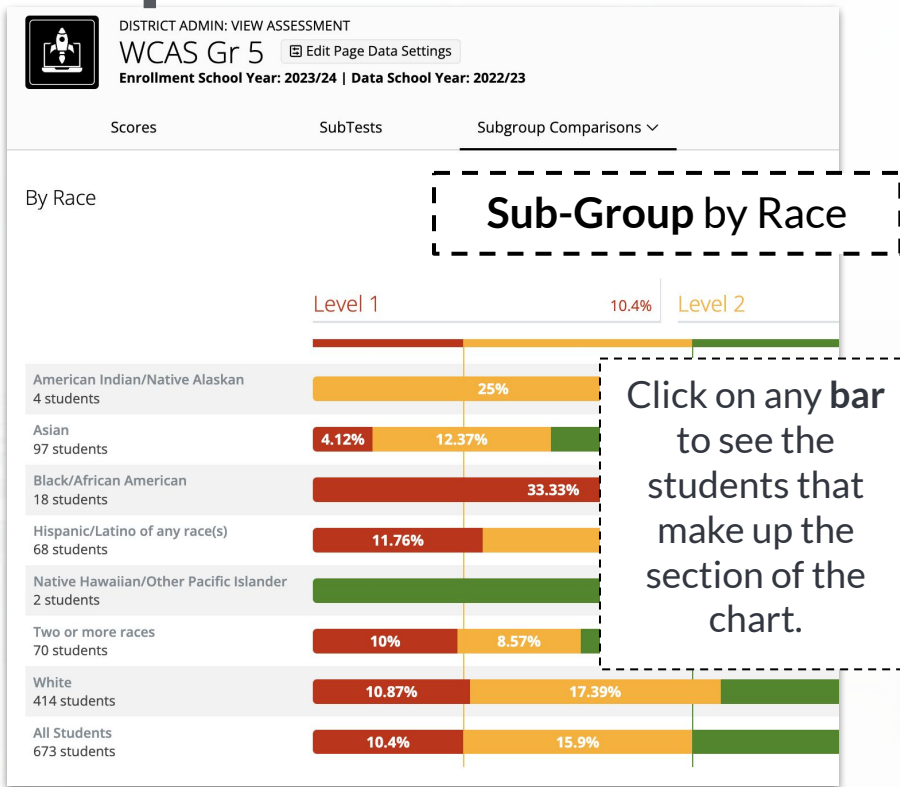 DISTRICT ADMIN: VIEW ASSESSMENT
WCAS Gr 5 Edit Page Data Settings
Enrollment School Year: 2023/24 | Data School Year: 2022/23
Scores SubTests Subgroup Comparisons
By Race
Sub-Group by Race
Level 1 10.4% Level 2
American Indian/Native Alaskan
4 students
25%
Asian
97 students
4.12% 12.37%
Black/African American
18 students
33.33%
Hispanic/Latino of any race(s)
68 students
11.76%
Native Hawaiian/Other Pacific Islander
2 students
Two or more races
70 students
10% 8.57%
White
414 students
10.87% 17.39%
All Students
673 students
10.4% 15.9%
Click on any bar
to see the
students that
make up the
section of the
chart.